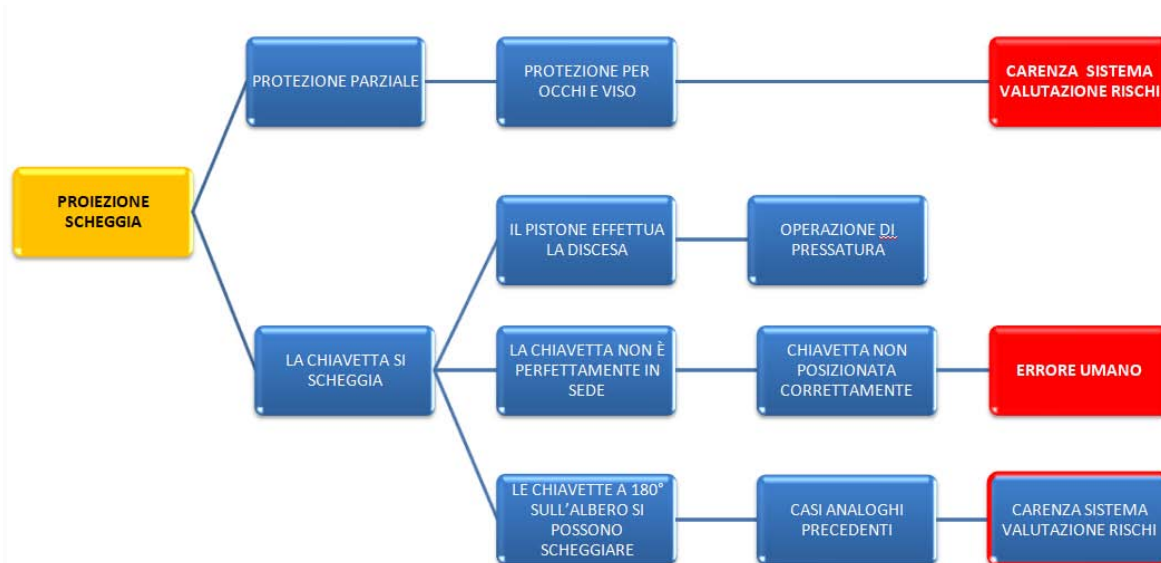 PROTEZIONE PARZIALE
PROTEZIONE PER
OCCHI E VISO
CARENZA SISTEMA
VALUTAZIONE RISCHI
PROIEZIONE
SCHEGGIA
IL PISTONE EFFETTUA
LA DISCESA
OPERAZIONE DI
PRESSATURA
LA CHIAVETTA SI
SCHEGGIA
LA CHIAVETTA NON È
PERFETTAMENTE IN
SEDE
CHIAVETTA NON
POSIZIONATA
CORRETTAMENTE
ERRORE UMANO
LE CHIAVETTE A 180°
SULL'ALBERO SI
POSSONO
SCHEGGIARE
CASI ANALOGHI
PRECEDENTI
CARENZA SISTEMA
VALUTAZIONE RISCHI